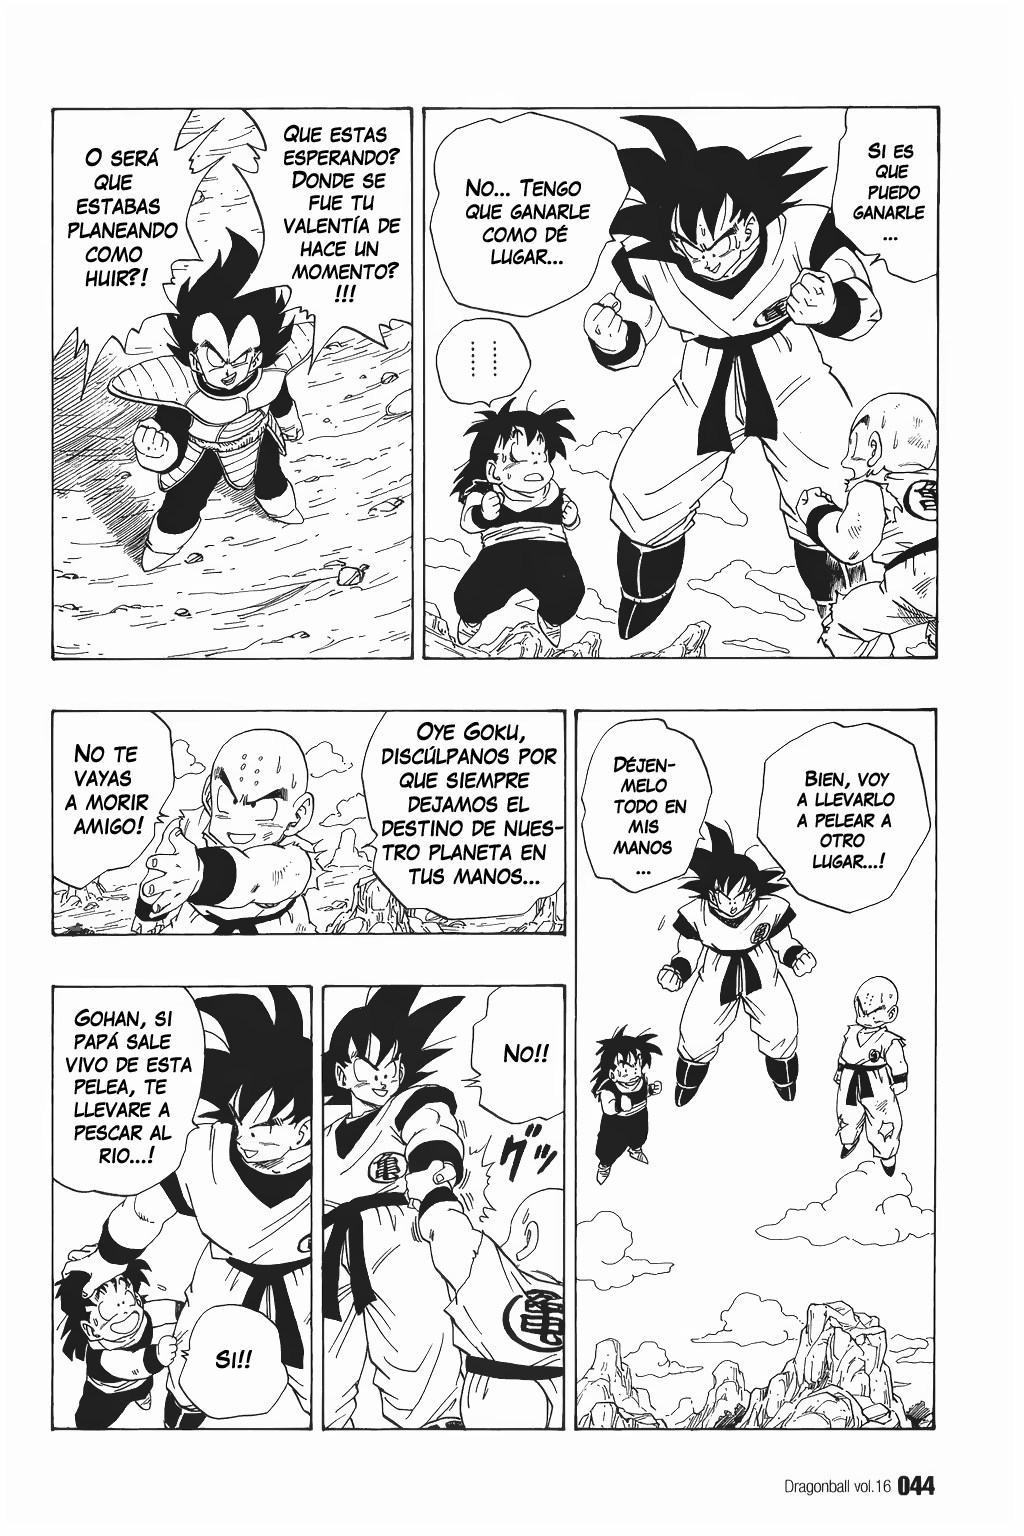 SI ES
QUE
PUEDO
GANARLE
...
NO... TENGO
QUE GANARLE
COMO DÉ
LUGAR...
......
......
QUE ESTAS
ESPERANDO?
DONDE SE
FUE TU
VALENTÍA DE
HACE UN
MOMENTO?
!!!
O SERÁ
QUE
ESTABAS
PLANEANDO
COMO
HUIR?!
BIEN, VOY
A LLEVARLO
A PELEAR A
OTRO
LUGAR...!
DÉJEN-
MELO
TODO EN
MIS
MANOS
...
OYE GOKU,
DISCÚLPANOS POR
QUE SIEMPRE
DEJAMOS EL
DESTINO DE NUES-
TRO PLANETA EN
TUS MANOS...
NO TE
VAYAS
A MORIR
AMIGO!
NO!!
グッ
亀
亀
GOHAN, SI
PAPÁ SALE
VIVO DE ESTA
PELEA, TE
LLEVARE A
PESCAR AL
RIO...!
SI!!
Dragonball vol.16 044